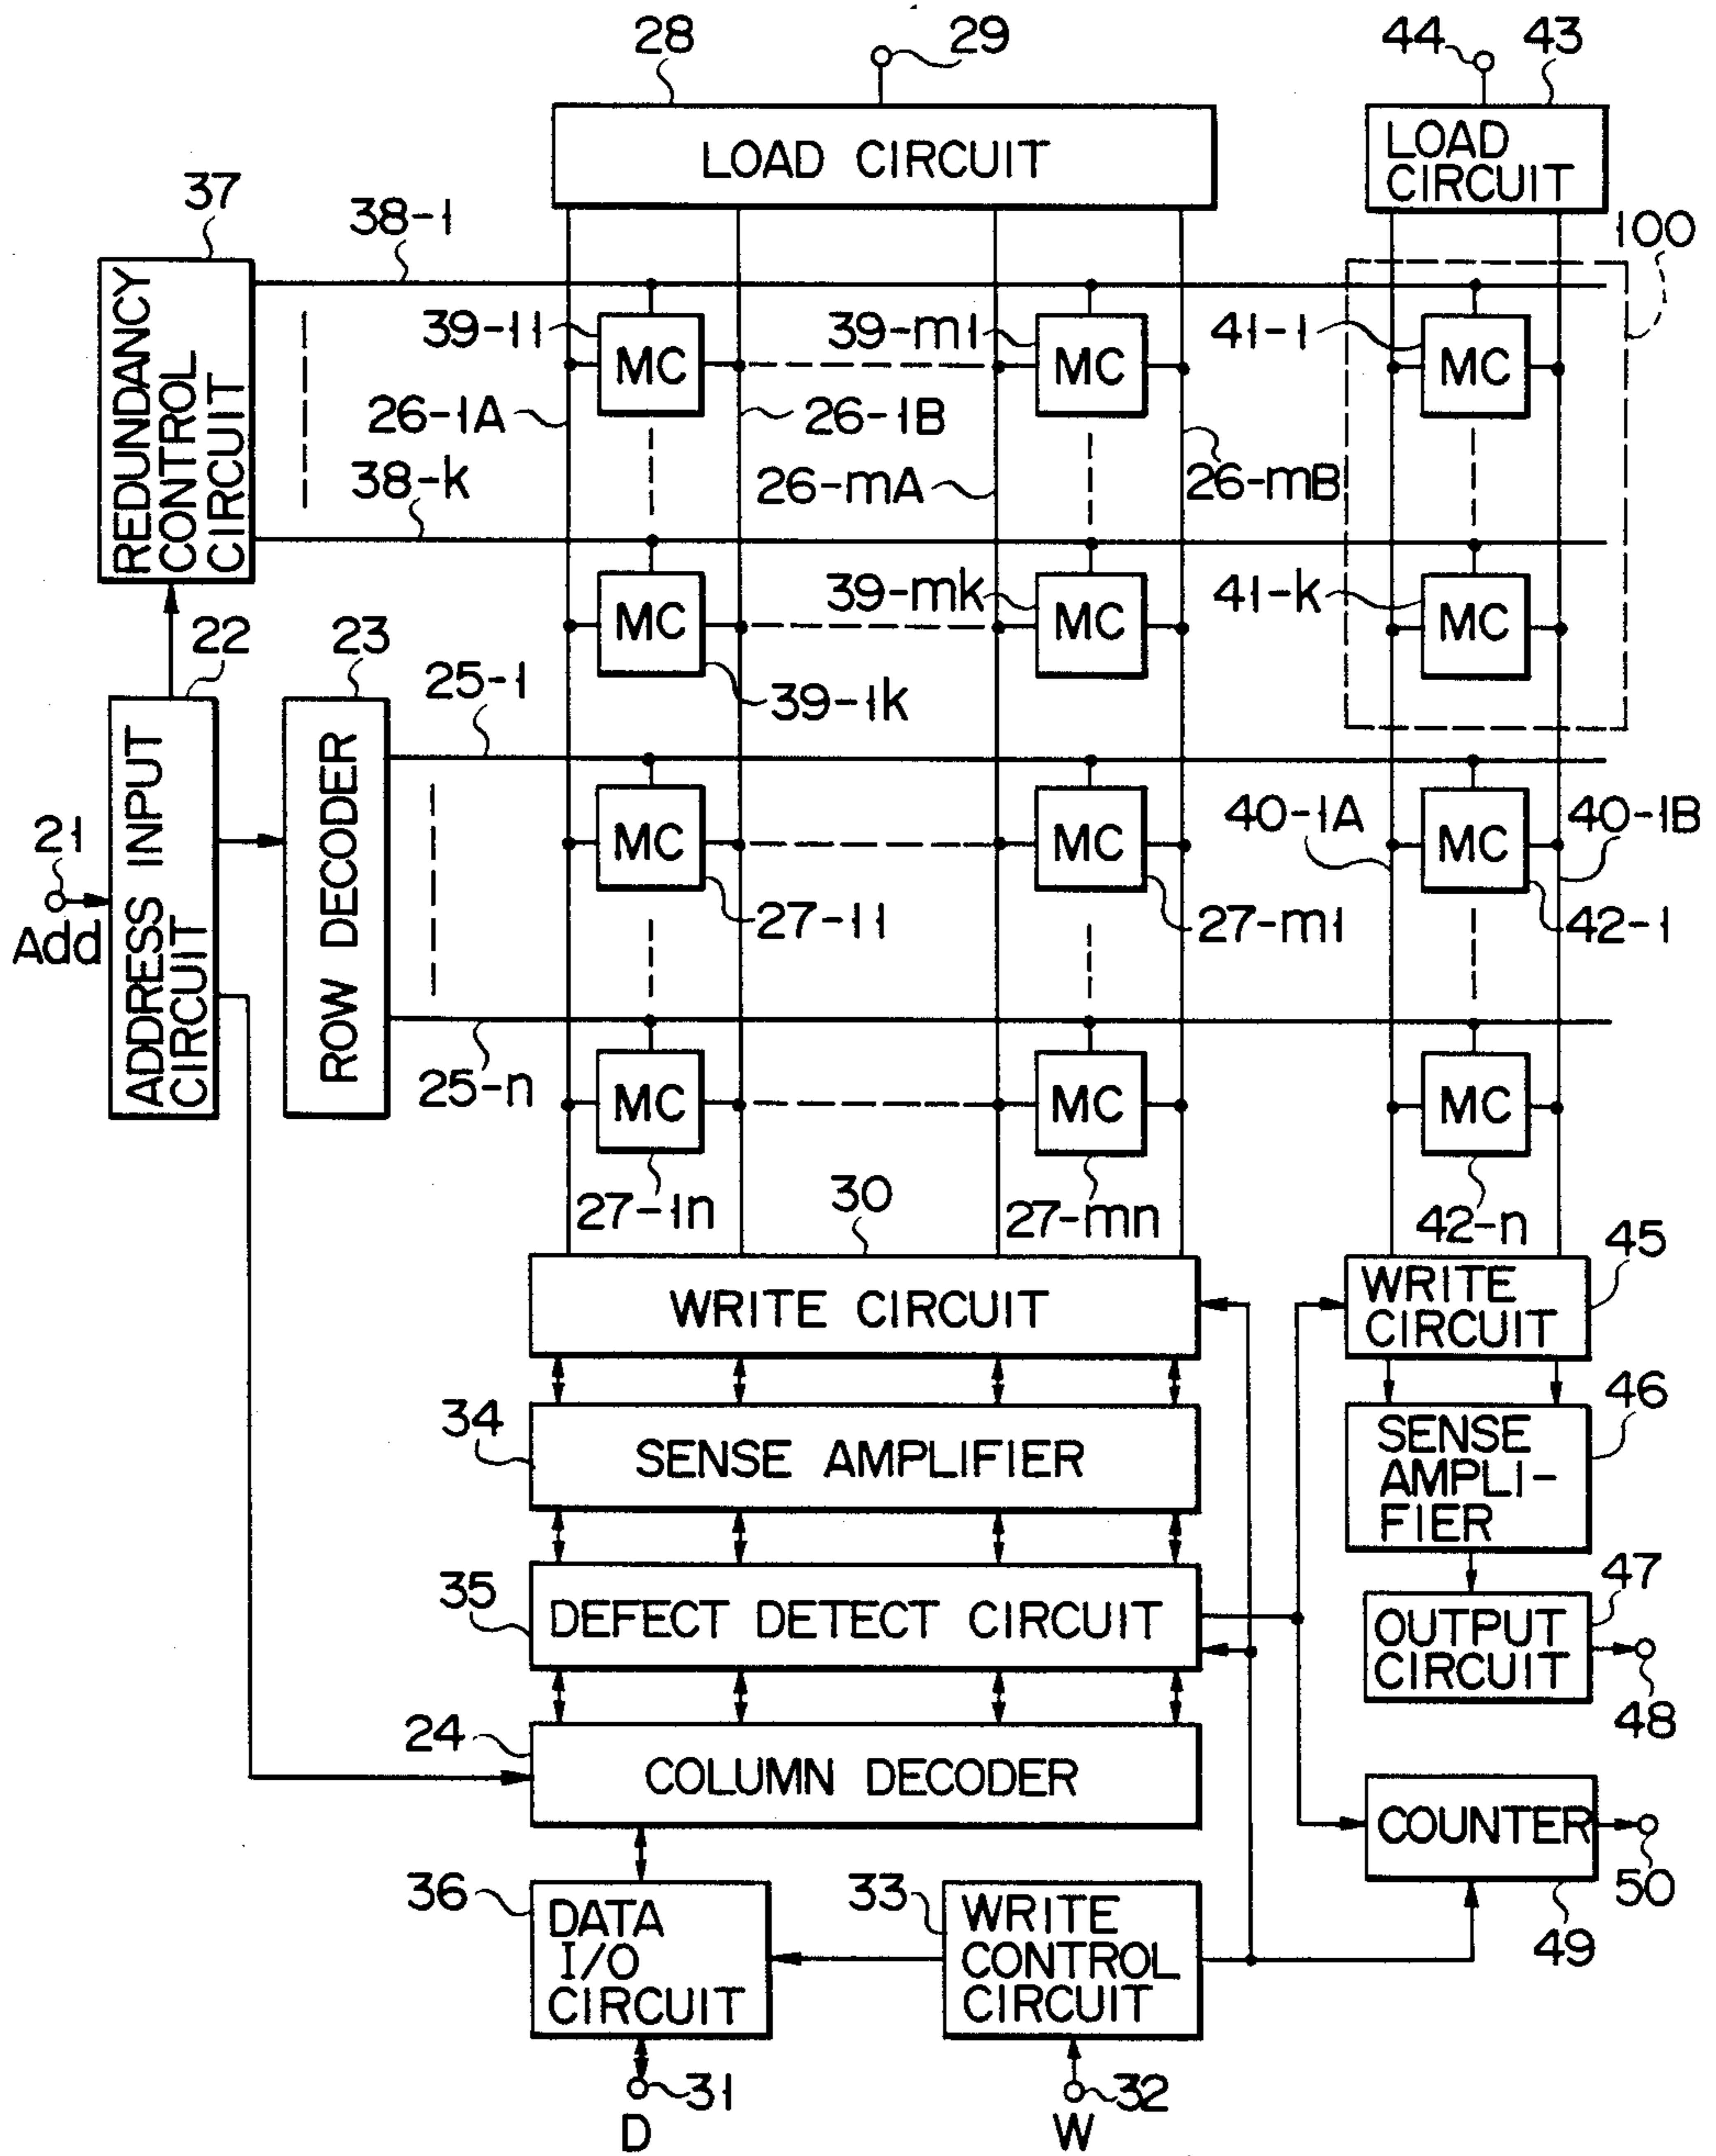 28
29
44
43
LOAD CIRCUIT
LOAD
CIRCUIT
37
38-1
100
REDUNDANCY
CONTROL
CIRCUIT
39-11
MC
39-m1
MC
41-1
MC
26-1A
26-1B
26-mA
26-mB
38-k
MC
39-mk
MC
41-k
MC
22
23
25-1
39-1k
ADDRESS INPUT
CIRCUIT
ROW DECODER
21
Add
MC
MC
40-1A
MC
40-1B
27-11
27-m1
42-1
25-n
MC
MC
MC
27-1n
30
27-mn
42-n
45
WRITE CIRCUIT
WRITE
CIRCUIT
34
SENSE AMPLIFIER
46
SENSE
AMPLI-
FIER
35
DEFECT DETECT CIRCUIT
47
OUTPUT
CIRCUIT
48
24
COLUMN DECODER
COUNTER
50
49
36
DATA
I/O
CIRCUIT
33
WRITE
CONTROL
CIRCUIT
31
D
32
W